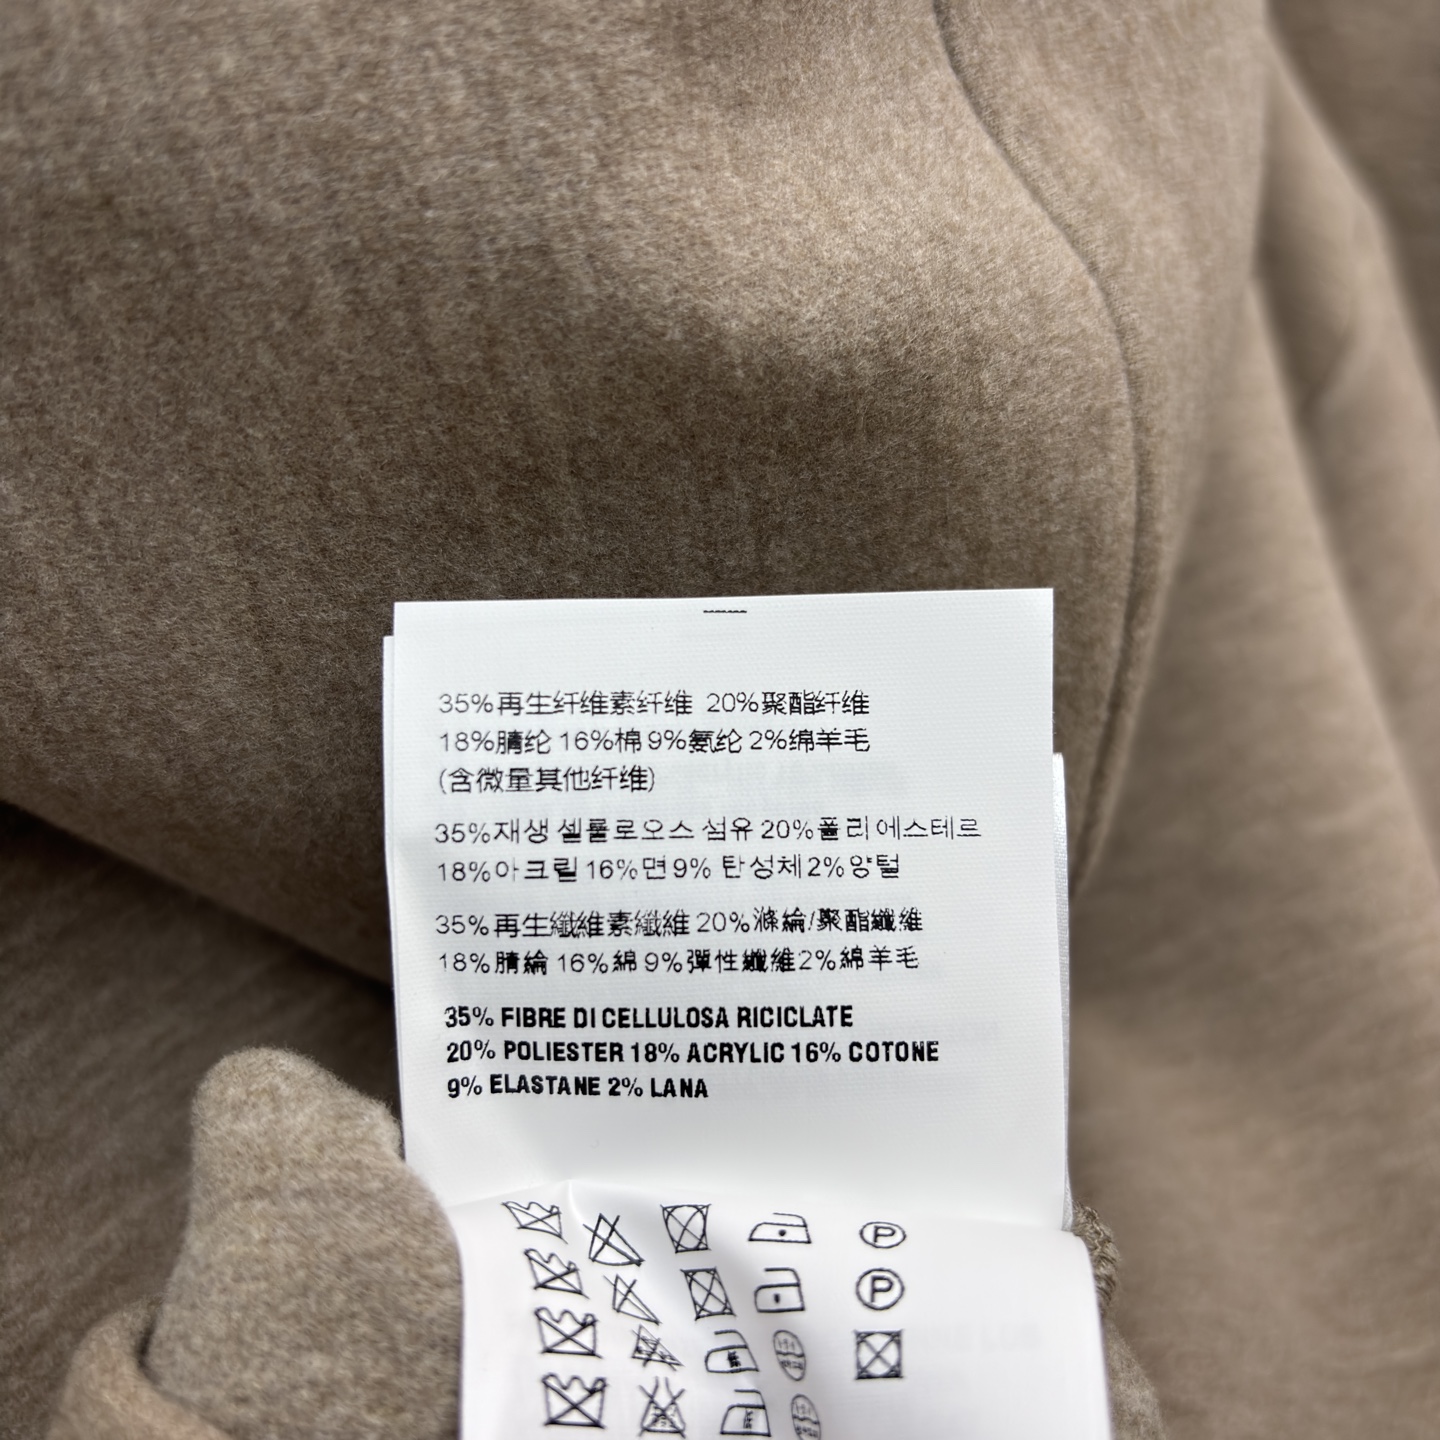 35%再生纤维素纤维 20%聚酯纤维
18%腈纶 16%棉 9%氨纶 2%绵羊毛
(含微量其他纤维)
35%재생 셀룰로오스 섬유 20%폴리에스테르
18%아크릴 16%면 9% 탄성체 2%양털
35%再生纖維素纖維 20%滌綸/聚酯纖維
18%腈綸 16%綿 9%彈性纖維 2%綿羊毛
35% FIBRE DI CELLULOSA RICICLATE
20% POLIESTER 18% ACRYLIC 16% COTONE
9% ELASTANE 2% LANA
P
P